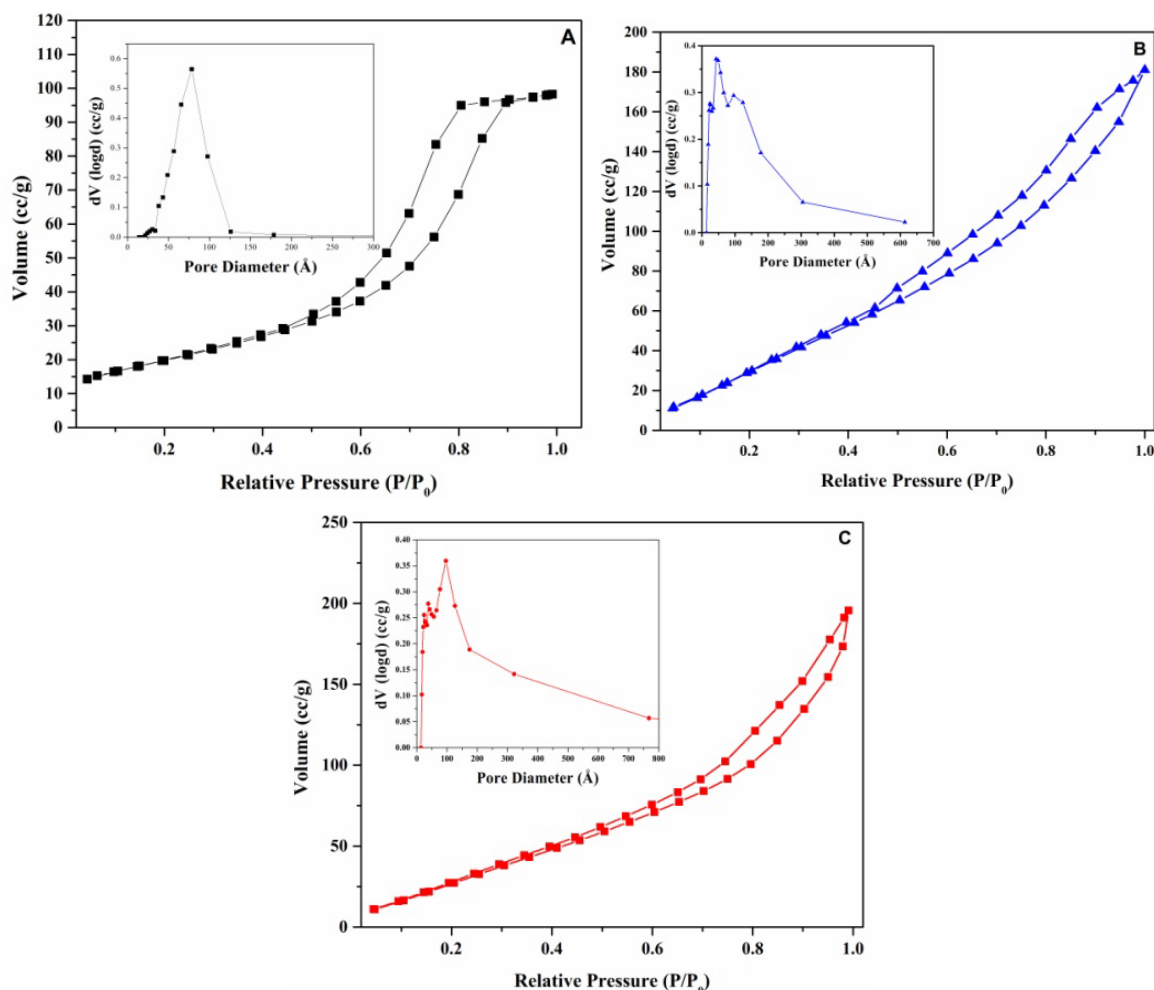 A
120
110
100
90
80
70
60
50
40
30
20
10
0
0.2 0.4 0.6 0.8 1.0
Volume (cc/g)
Relative Pressure (P/P₀)
0.6
0.5
0.4
0.3
0.2
0.1
0.0
0 50 100 150 200 250 300
dV (logd) (cc/g)
Pore Diameter (Å)
B
200
180
160
140
120
100
80
60
40
20
0
0.2 0.4 0.6 0.8 1.0
Volume (cc/g)
Relative Pressure (P/P₀)
0.4
0.3
0.2
0.1
0.0
0 100 200 300 400 500 600 700
dV (logd) (cc/g)
Pore Diameter (Å)
C
250
200
150
100
50
0
0.2 0.4 0.6 0.8 1.0
Volume (cc/g)
Relative Pressure (P/P₀)
0.40
0.35
0.30
0.25
0.20
0.15
0.10
0.05
0.00
0 100 200 300 400 500 600 700 800
dV (logd) (cc/g)
Pore Diameter (Å)